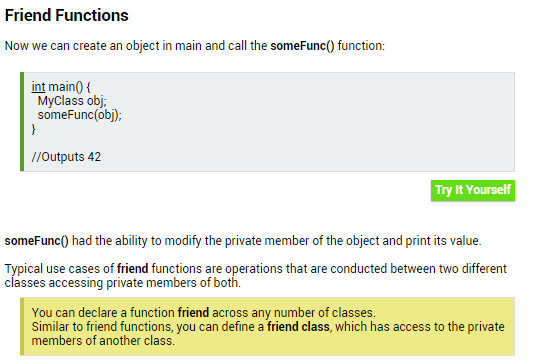 Friend Functions
Now we can create an object in main and call the someFunc() function:
int main() {
MyClass obj;
someFunc(obj);
}
//Outputs 42
Try It Yourself
someFunc() had the ability to modify the private member of the object and print its value.
Typical use cases of friend functions are operations that are conducted between two different
classes accessing private members of both.
You can declare a function friend across any number of classes.
Similar to friend functions, you can define a friend class, which has access to the private
members of another class.